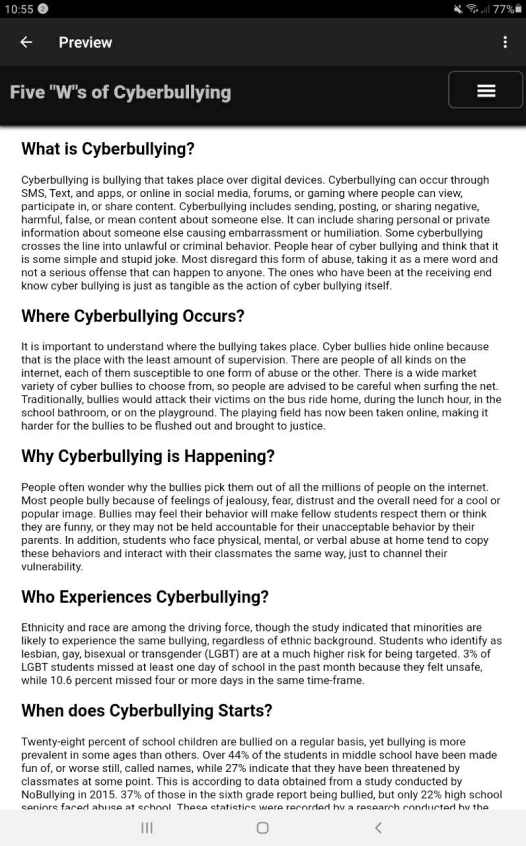 10:55
77%
Preview
Five "W"s of Cyberbullying
What is Cyberbullying?
Cyberbullying is bullying that takes place over digital devices. Cyberbullying can occur through
SMS, Text, and apps, or online in social media, forums, or gaming where people can view,
participate in, or share content. Cyberbullying includes sending, posting, or sharing negative,
harmful, false, or mean content about someone else. It can include sharing personal or private
information about someone else causing embarrassment or humiliation. Some cyberbullying
crosses the line into unlawful or criminal behavior. People hear of cyber bullying and think that it
is some simple and stupid joke. Most disregard this form of abuse, taking it as a mere word and
not a serious offense that can happen to anyone. The ones who have been at the receiving end
know cyber bullying is just as tangible as the action of cyber bullying itself.
Where Cyberbullying Occurs?
It is important to understand where the bullying takes place. Cyber bullies hide online because
that is the place with the least amount of supervision. There are people of all kinds on the
internet, each of them susceptible to one form of abuse or the other. There is a wide market
variety of cyber bullies to choose from, so people are advised to be careful when surfing the net.
Traditionally, bullies would attack their victims on the bus ride home, during the lunch hour, in the
school bathroom, or on the playground. The playing field has now been taken online, making it
harder for the bullies to be flushed out and brought to justice.
Why Cyberbullying is Happening?
People often wonder why the bullies pick them out of all the millions of people on the internet.
Most people bully because of feelings of jealousy, fear, distrust and the overall need for a cool or
popular image. Bullies may feel their behavior will make fellow students respect them or think
they are funny, or they may not be held accountable for their unacceptable behavior by their
parents. In addition, students who face physical, mental, or verbal abuse at home tend to copy
these behaviors and interact with their classmates the same way, just to channel their
vulnerability.
Who Experiences Cyberbullying?
Ethnicity and race are among the driving force, though the study indicated that minorities are
likely to experience the same bullying, regardless of ethnic background. Students who identify as
lesbian, gay, bisexual or transgender (LGBT) are at a much higher risk for being targeted. 3% of
LGBT students missed at least one day of school in the past month because they felt unsafe,
while 10.6 percent missed four or more days in the same time-frame.
When does Cyberbullying Starts?
Twenty-eight percent of school children are bullied on a regular basis, yet bullying is more
prevalent in some ages than others. Over 44% of the students in middle school have been made
fun of, or worse still, called names, while 27% indicate that they have been threatened by
classmates at some point. This is according to data obtained from a study conducted by
NoBullying in 2015. 37% of those in the sixth grade report being bullied, but only 22% high school
seniors faced abuse at school. These statistics were recorded by a research conducted by the